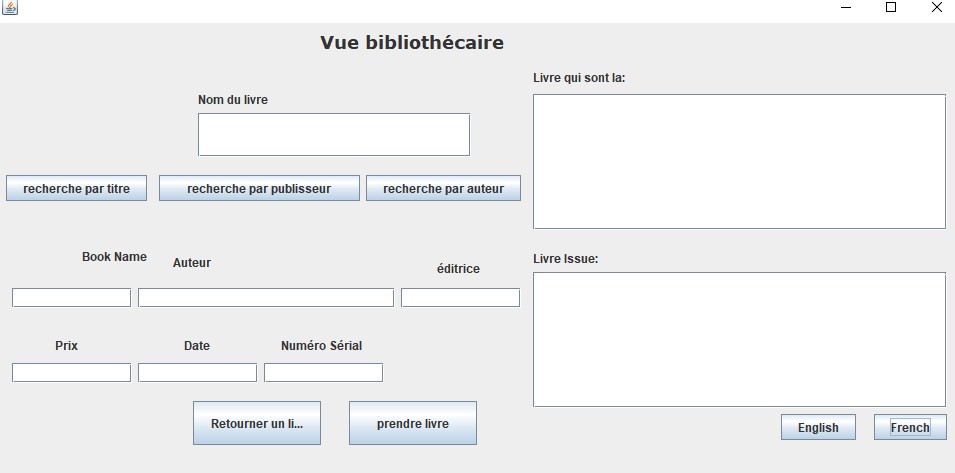 Vue bibliothécaire
Nom du livre
recherche par titre
recherche par publisseur
recherche par auteur
Book Name
Auteur
éditrice
Prix
Date
Numéro Sérial
Retourner un li...
prendre livre
Livre qui sont la:
Livre Issue:
English
French